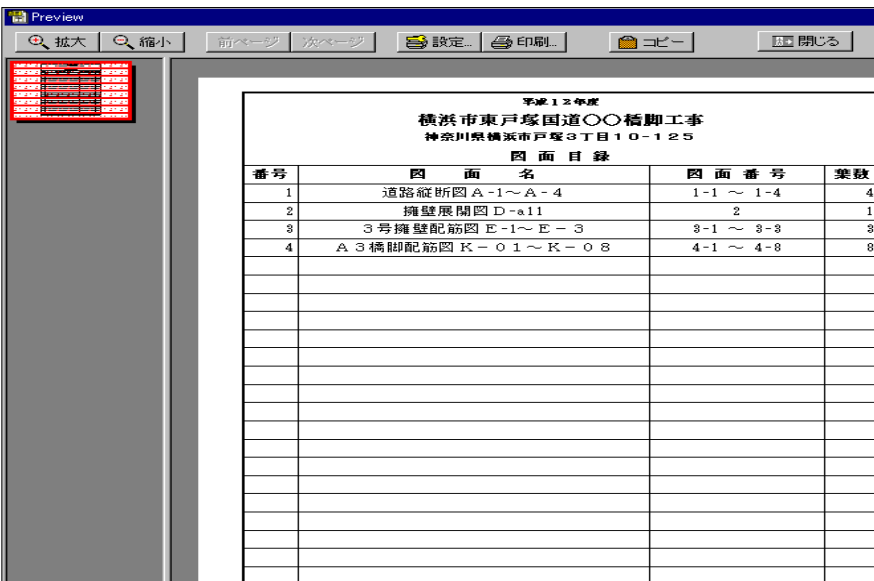 Preview
拡大 縮小 前ページ 次ページ 設定... 印刷... コピー 閉じる
平成12年度
横浜市東戸塚国道〇〇橋脚工事
神奈川県横浜市戸塚3丁目10-125
図面目録
番号 図面名 図面番号 葉数
1 道路縦断図A-1～A-4 1-1 ～ 1-4 4
2 擁壁展開図D-a11 2 1
3 3号擁壁配筋図E-1～E－3 3-1 ～ 3-3 3
4 A3橋脚配筋図K－01～K－08 4-1 ～ 4-8 8